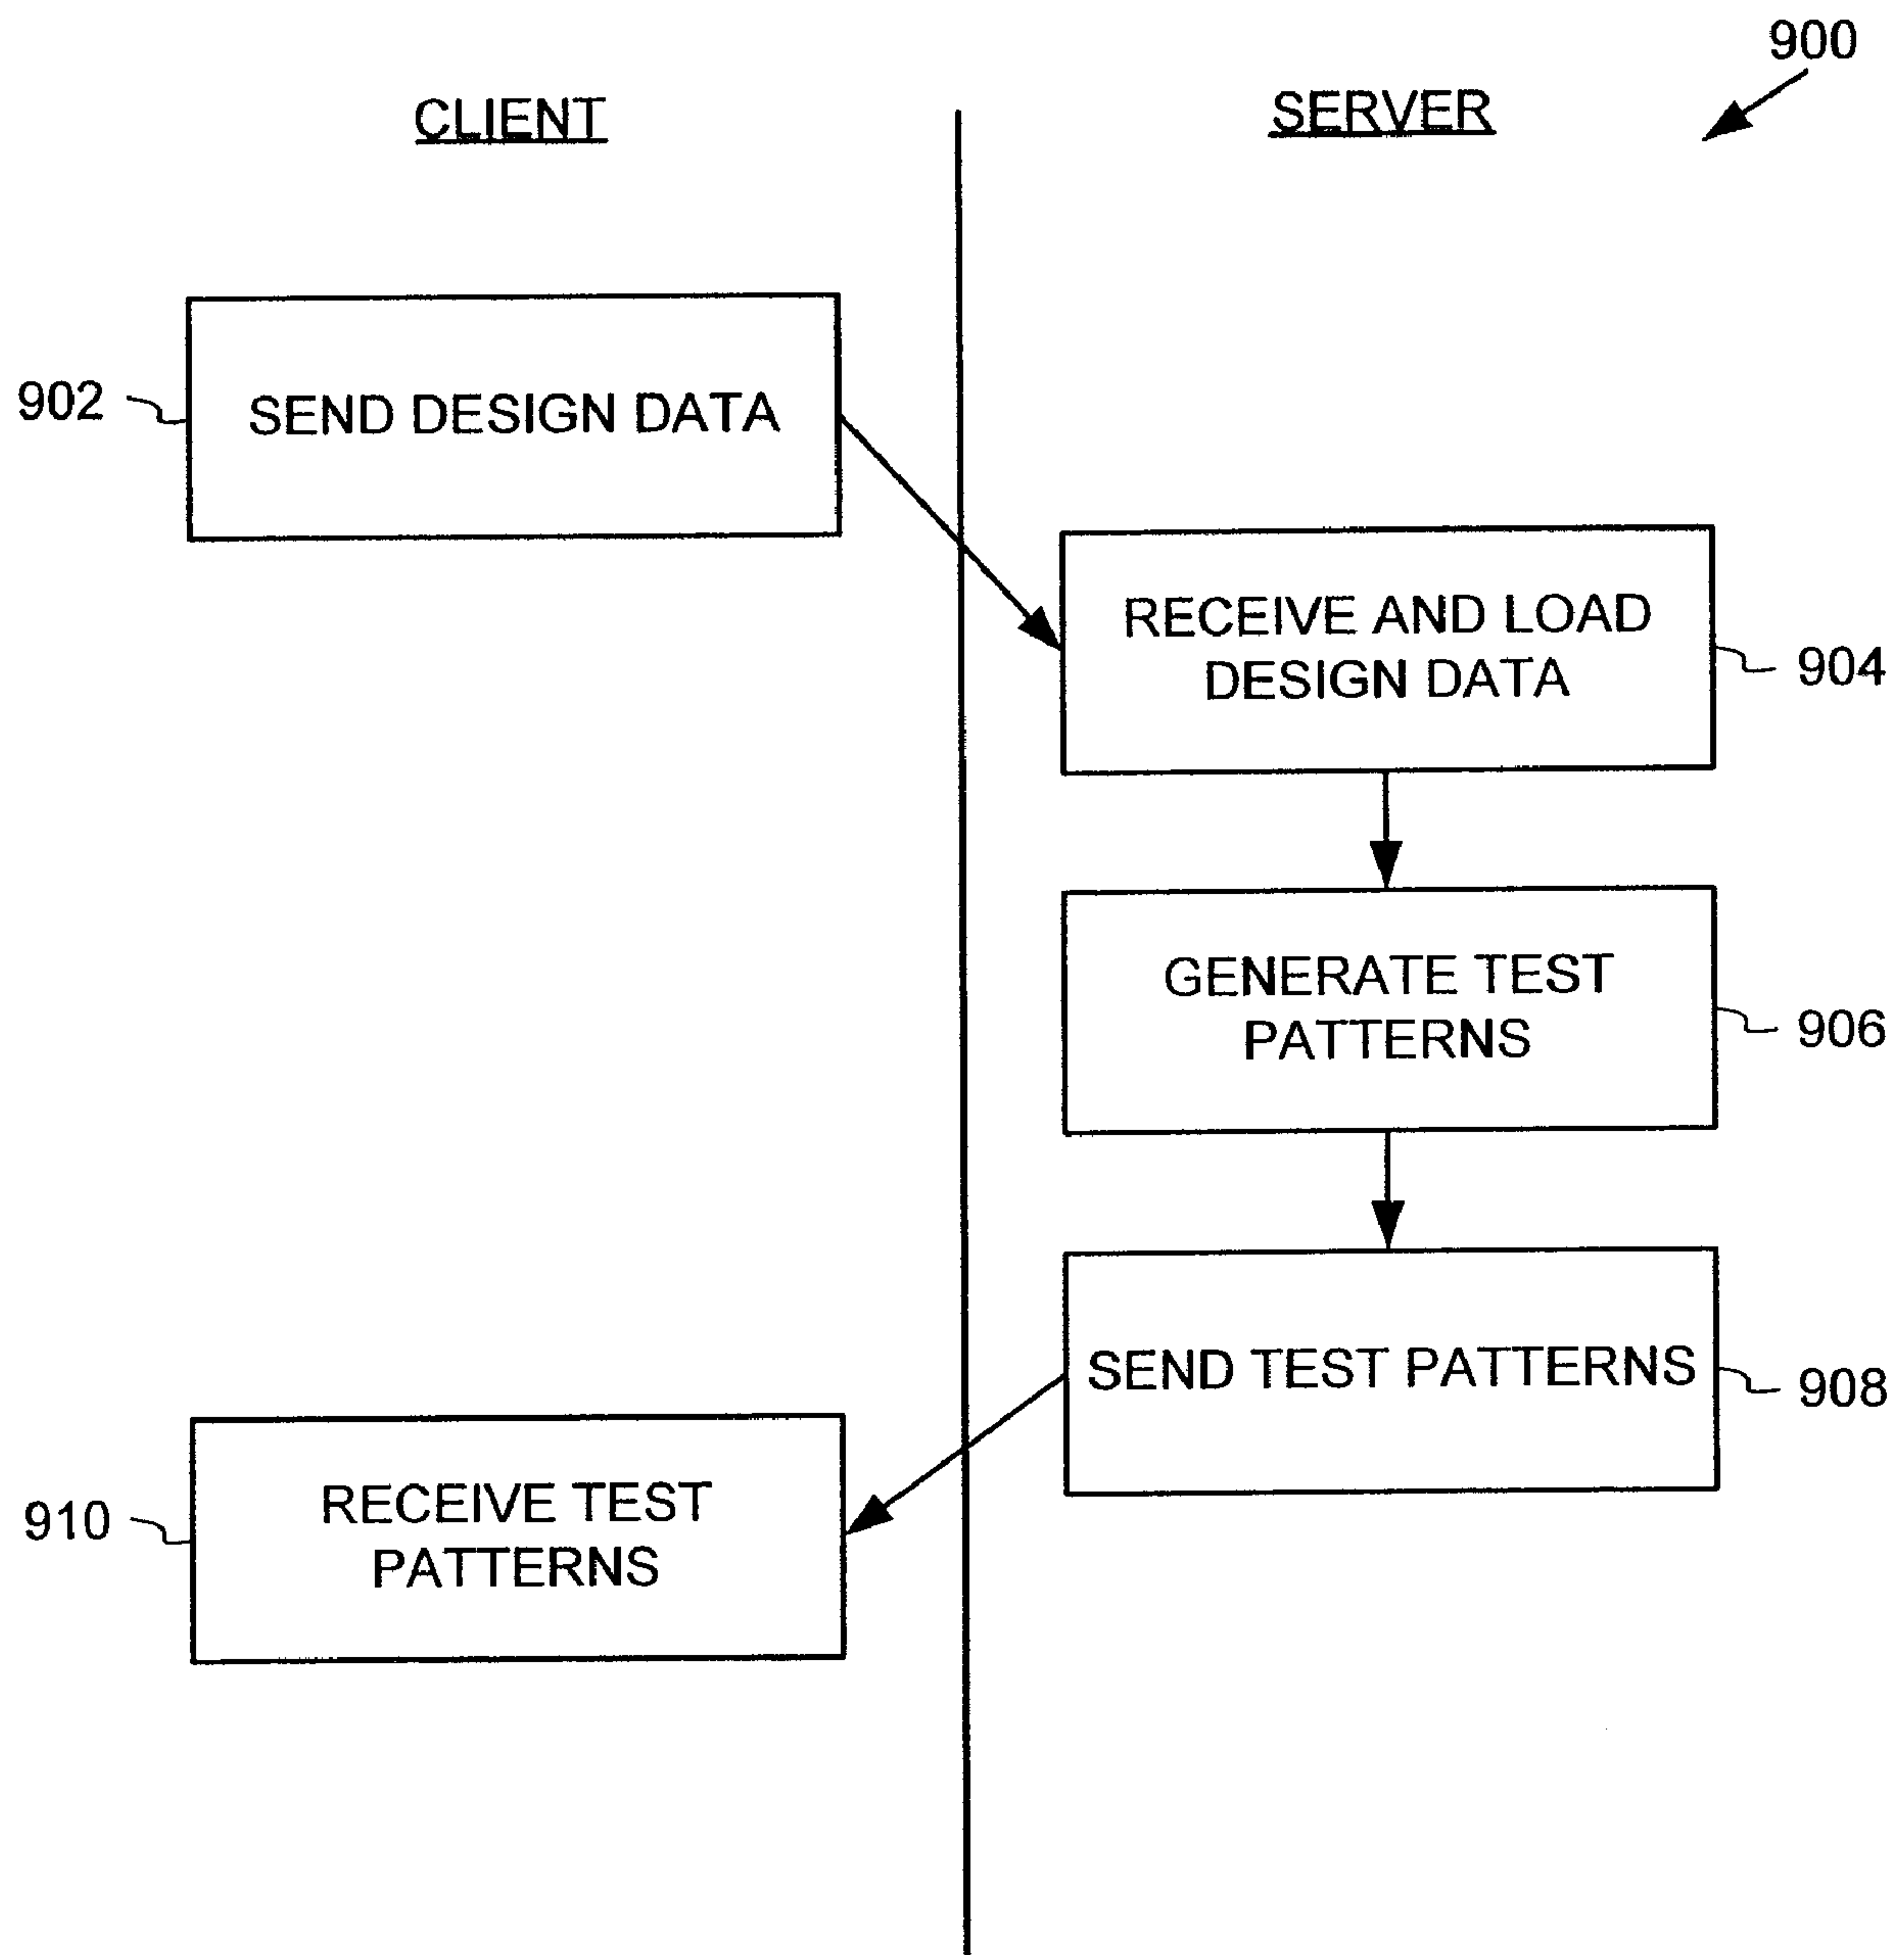 900
CLIENT
SERVER
902
SEND DESIGN DATA
RECEIVE AND LOAD
DESIGN DATA
904
GENERATE TEST
PATTERNS
906
SEND TEST PATTERNS
908
910
RECEIVE TEST
PATTERNS